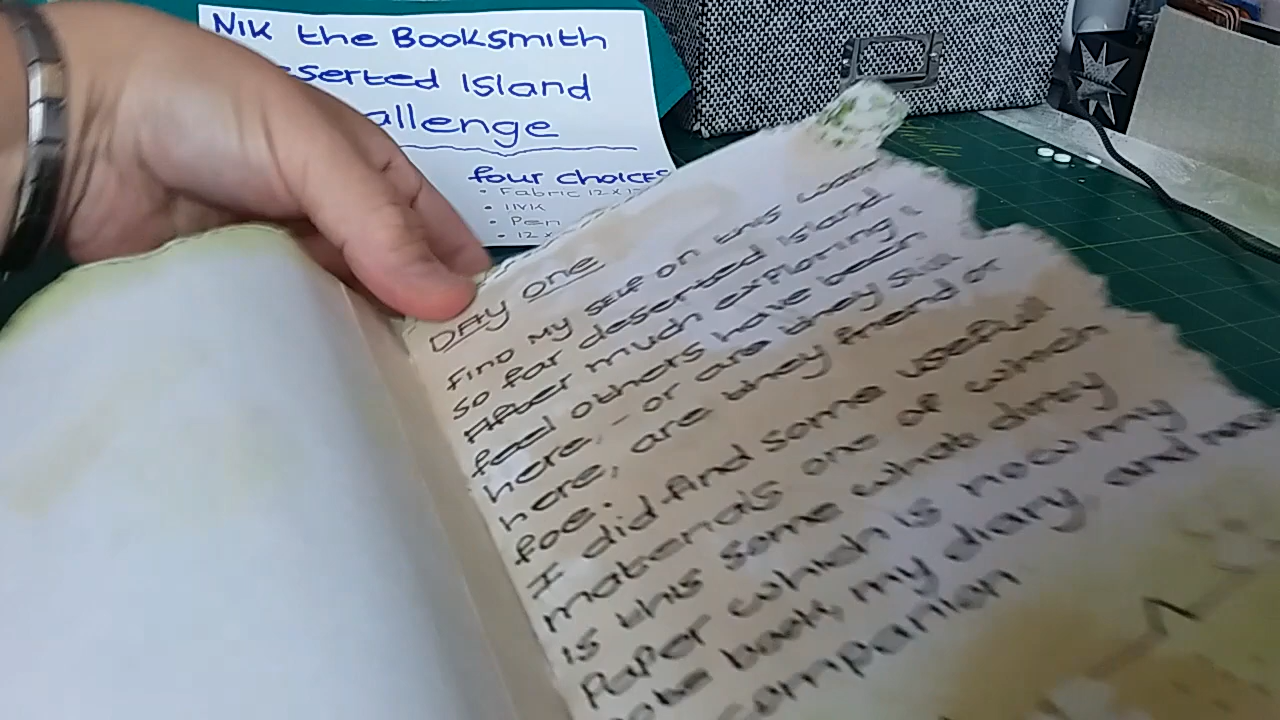 Nik the Booksmith
eserted Island
allenge
four choices
• Fabric 12 x 1
• INK
• Pen
• 12 x
DAY ONE
find my self on this
so far deserted island
After much exploring,
feel others have been
here, - or are they still
here, are they friend or
foe.
I did find some usefull
materials one of which
is this some what dirty
Paper which is now my
note book, my diary, and
companion